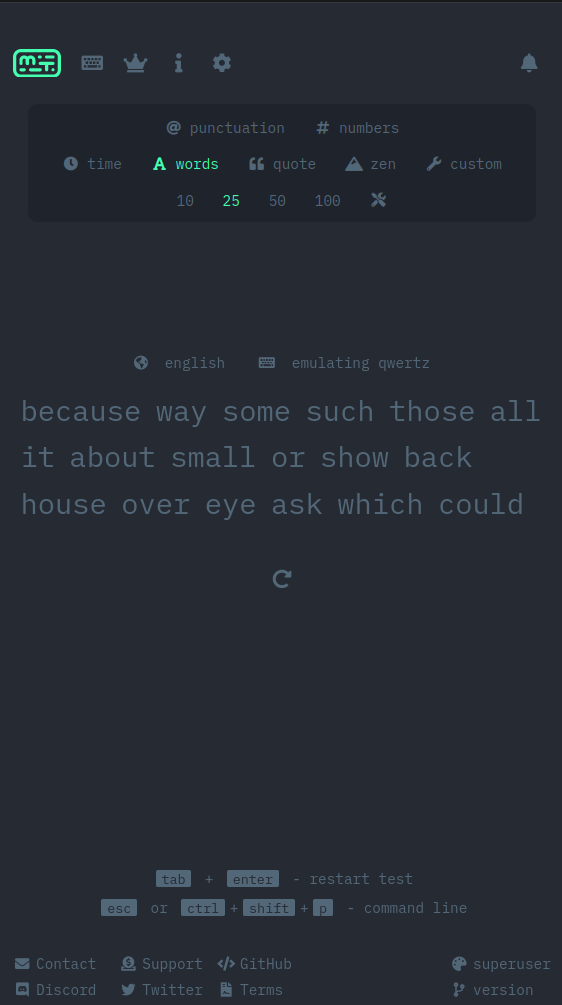 @ punctuation # numbers
time A words quote zen custom
10 25 50 100
english emulating qwertz
because way some such those all
it about small or show back
house over eye ask which could
tab + enter - restart test
esc or ctrl + shift + p - command line
Contact Support GitHub superuser
Discord Twitter Terms version